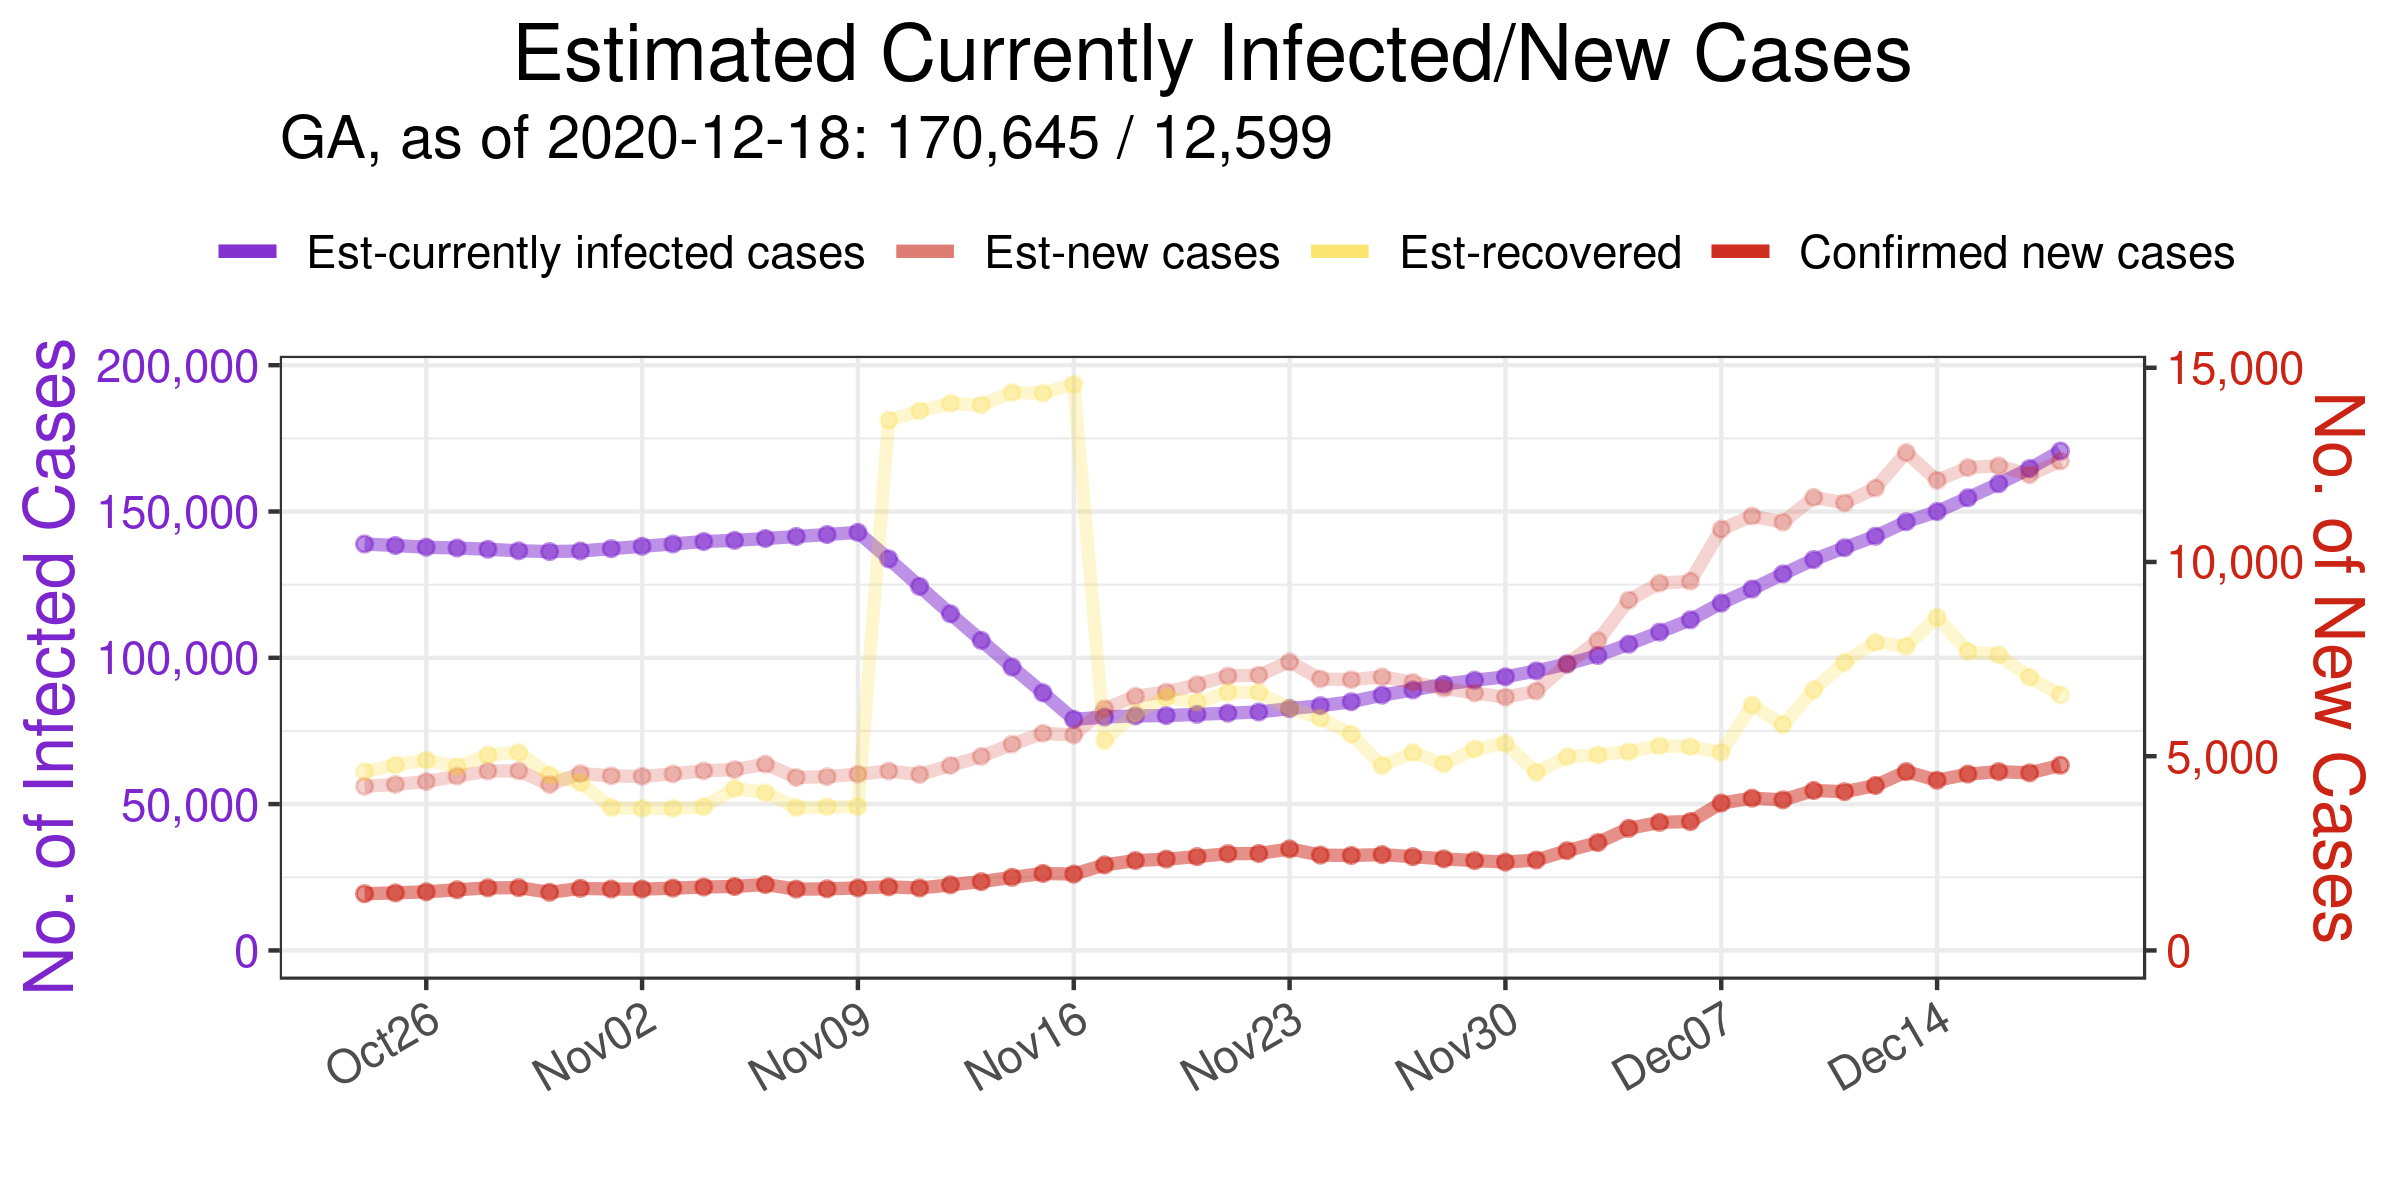 Estimated Currently Infected/New Cases
GA, as of 2020-12-18: 170,645 / 12,599
Est-currently infected cases Est-new cases Est-recovered Confirmed new cases
No. of Infected Cases
200,000
150,000
100,000
50,000
0
15,000
10,000
5,000
0
No. of New Cases
Oct26 Nov02 Nov09 Nov16 Nov23 Nov30 Dec07 Dec14